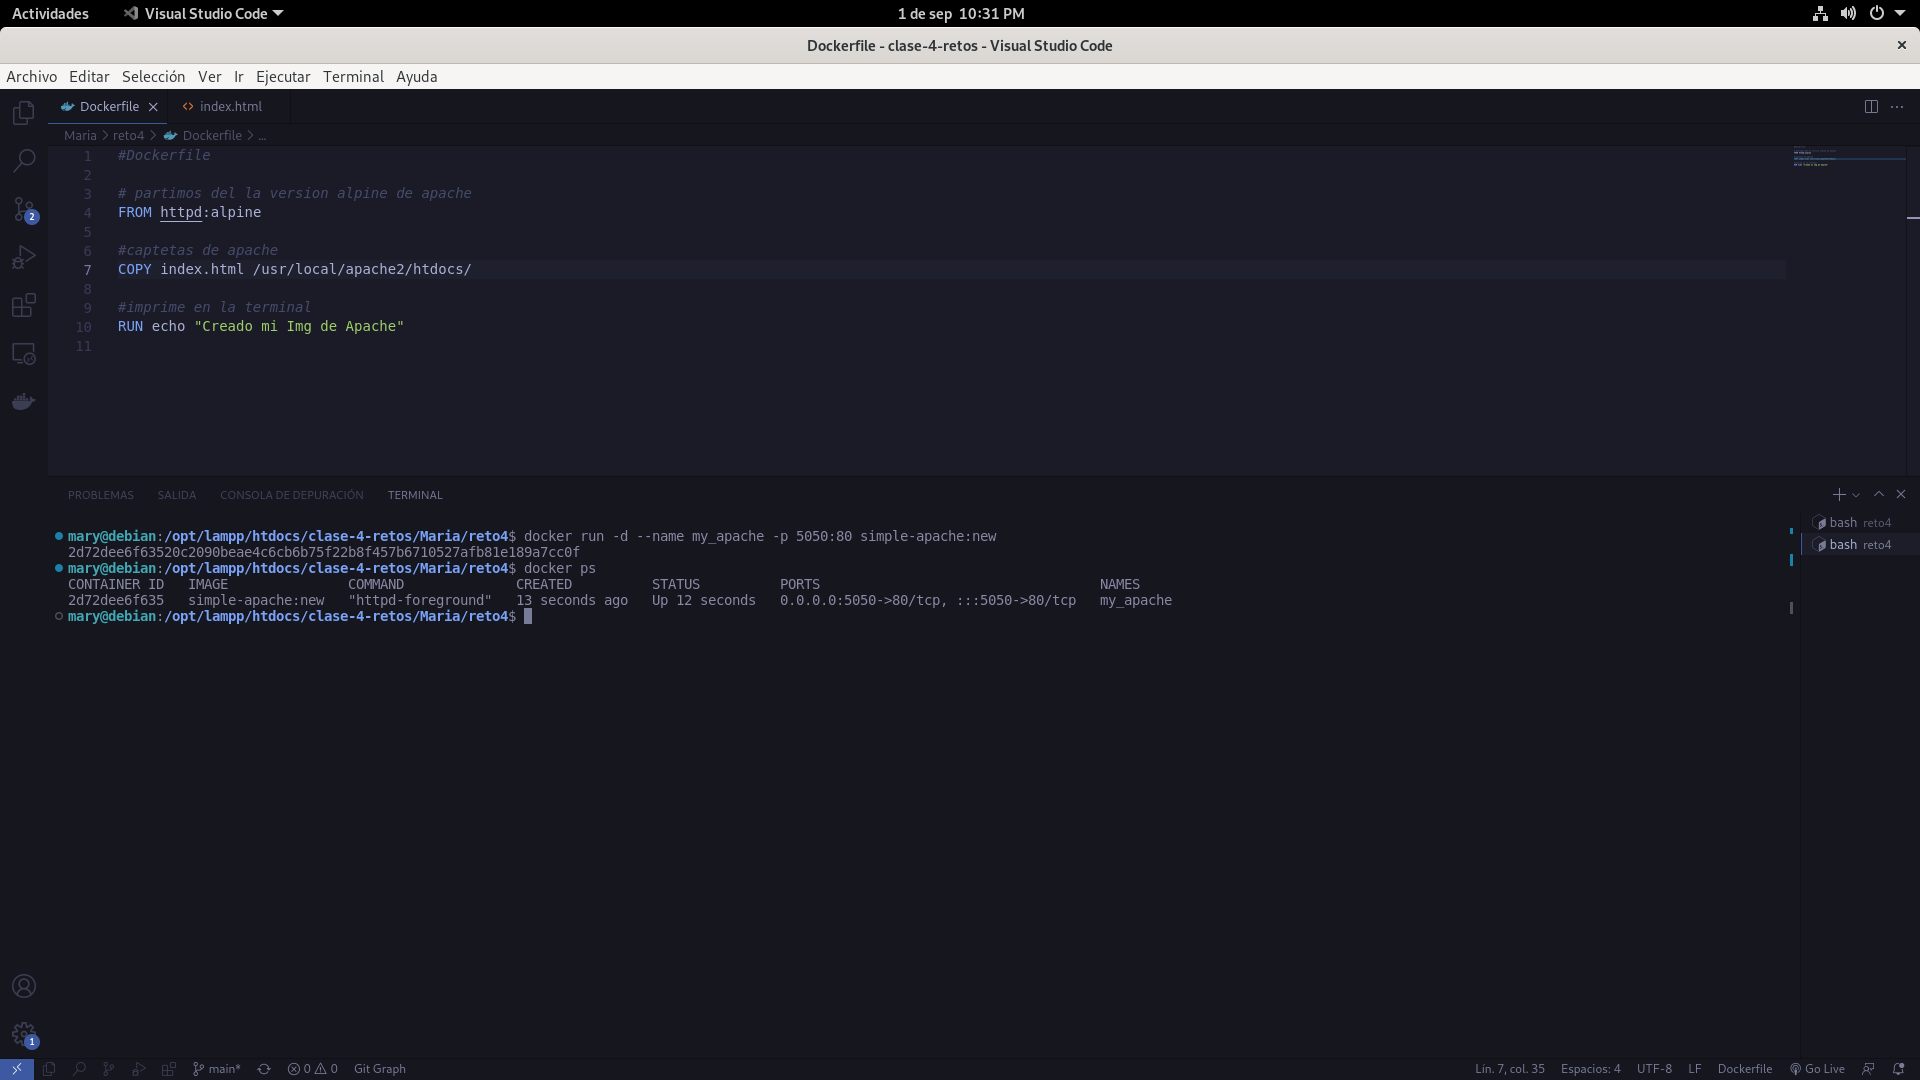 Actividades Visual Studio Code 1 de sep 10:31 PM
Dockerfile - clase-4-retos - Visual Studio Code
Archivo Editar Selección Ver Ir Ejecutar Terminal Ayuda
Dockerfile index.html
Maria > reto4 > Dockerfile > ...
1 #Dockerfile
2
3 # partimos del la version alpine de apache
4 FROM httpd:alpine
5
6 #captetas de apache
7 COPY index.html /usr/local/apache2/htdocs/
8
9 #imprime en la terminal
10 RUN echo "Creado mi Img de Apache"
11
2
PROBLEMAS SALIDA CONSOLA DE DEPURACIÓN TERMINAL
mary@debian:/opt/lampp/htdocs/clase-4-retos/Maria/reto4$ docker run -d --name my_apache -p 5050:80 simple-apache:new
2d72dee6f63520c2090beae4c6cb6b75f22b8f457b6710527afb81e189a7cc0f
mary@debian:/opt/lampp/htdocs/clase-4-retos/Maria/reto4$ docker ps
CONTAINER ID IMAGE COMMAND CREATED STATUS PORTS NAMES
2d72dee6f635 simple-apache:new "httpd-foreground" 13 seconds ago Up 12 seconds 0.0.0.0:5050->80/tcp, :::5050->80/tcp my_apache
mary@debian:/opt/lampp/htdocs/clase-4-retos/Maria/reto4$
bash reto4
bash reto4
1
main* 0 0 Git Graph Lín. 7, col. 35 Espacios: 4 UTF-8 LF Dockerfile Go Live